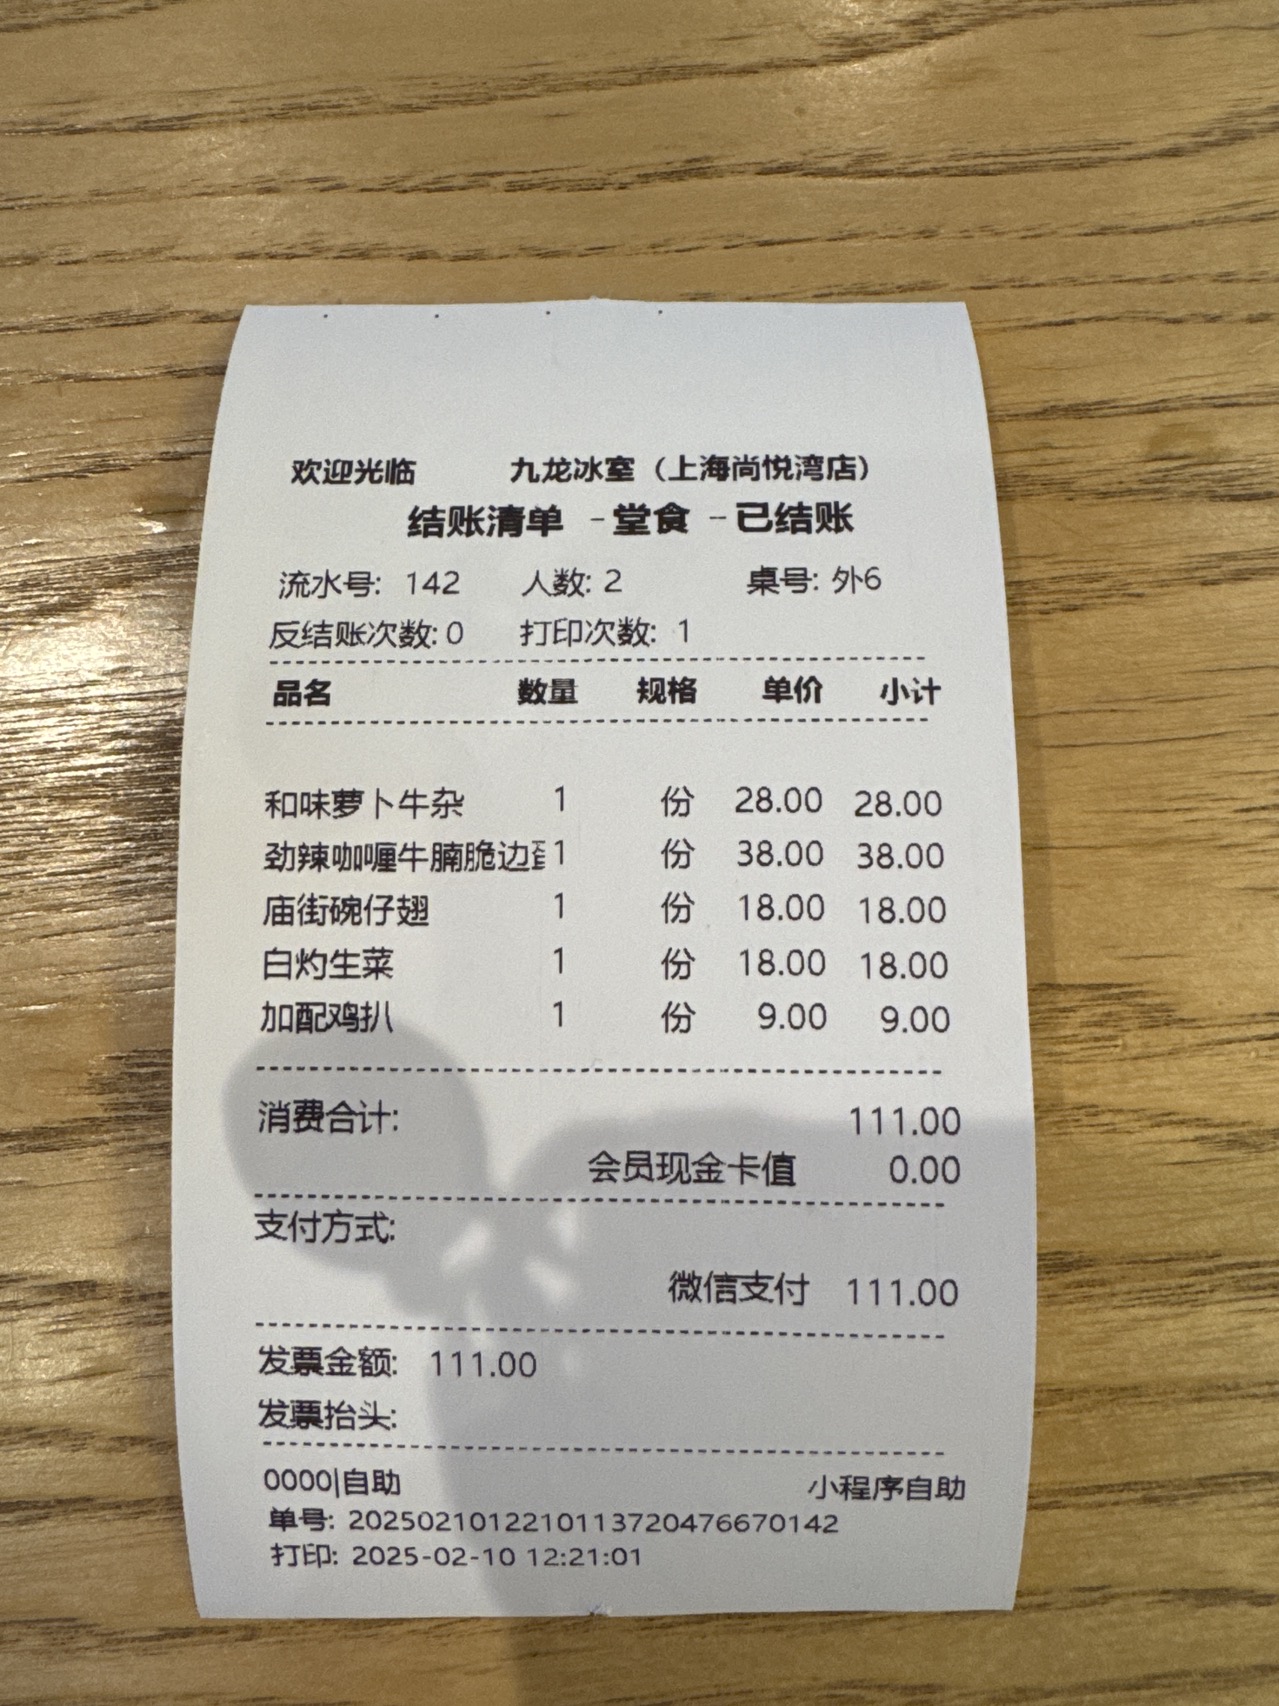 欢迎光临 九龙冰室（上海尚悦湾店）
结账清单 -堂食 -已结账
流水号: 142 人数: 2 桌号: 外6
反结账次数: 0 打印次数: 1
品名 数量 规格 单价 小计
和味萝卜牛杂 1 份 28.00 28.00
劲辣咖喱牛腩脆边 1 份 38.00 38.00
庙街碗仔翅 1 份 18.00 18.00
白灼生菜 1 份 18.00 18.00
加配鸡扒 1 份 9.00 9.00
消费合计: 111.00
会员现金卡值 0.00
支付方式:
微信支付 111.00
发票金额: 111.00
发票抬头:
0000|自助 小程序自助
单号: 2025021012210113720476670142
打印: 2025-02-10 12:21:01